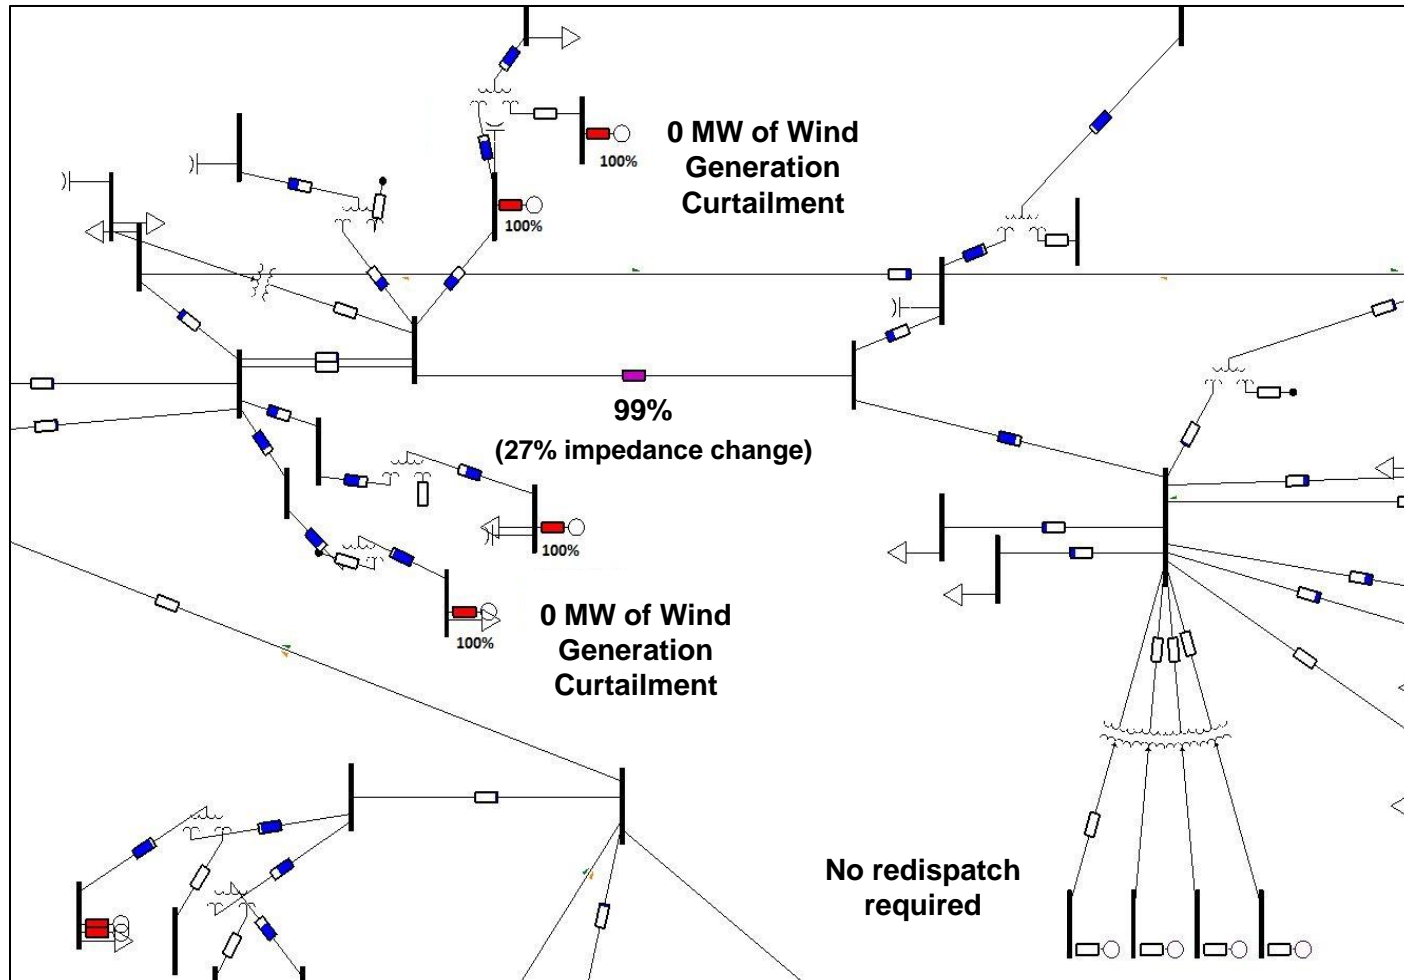 0 MW of Wind
Generation
Curtailment
100%
100%
99%
(27% impedance change)
100%
100%
0 MW of Wind
Generation
Curtailment
No redispatch
required